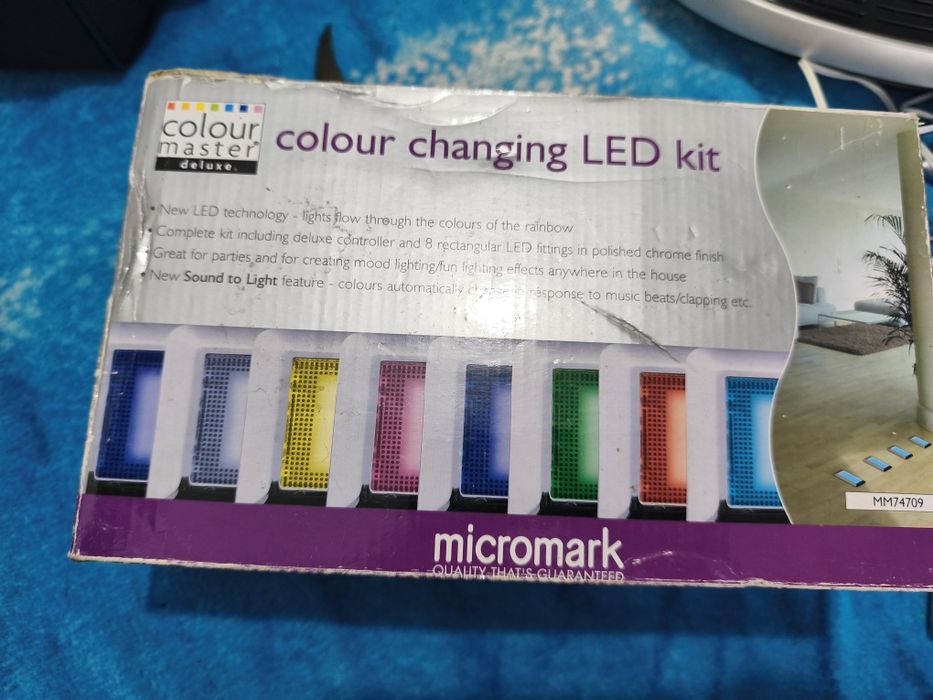 colour
master
deluxe.
colour changing LED kit
• New LED technology - lights flow through the colours of the rainbow
• Complete kit including deluxe controller and 8 rectangular LED fittings in polished chrome finish
• Great for parties and for creating mood lighting/fun lighting effects anywhere in the house
• New Sound to Light feature - colours automatically response to music beats/clapping etc.
MM74709
micromark
QUALITY THAT'S GUARANTEED